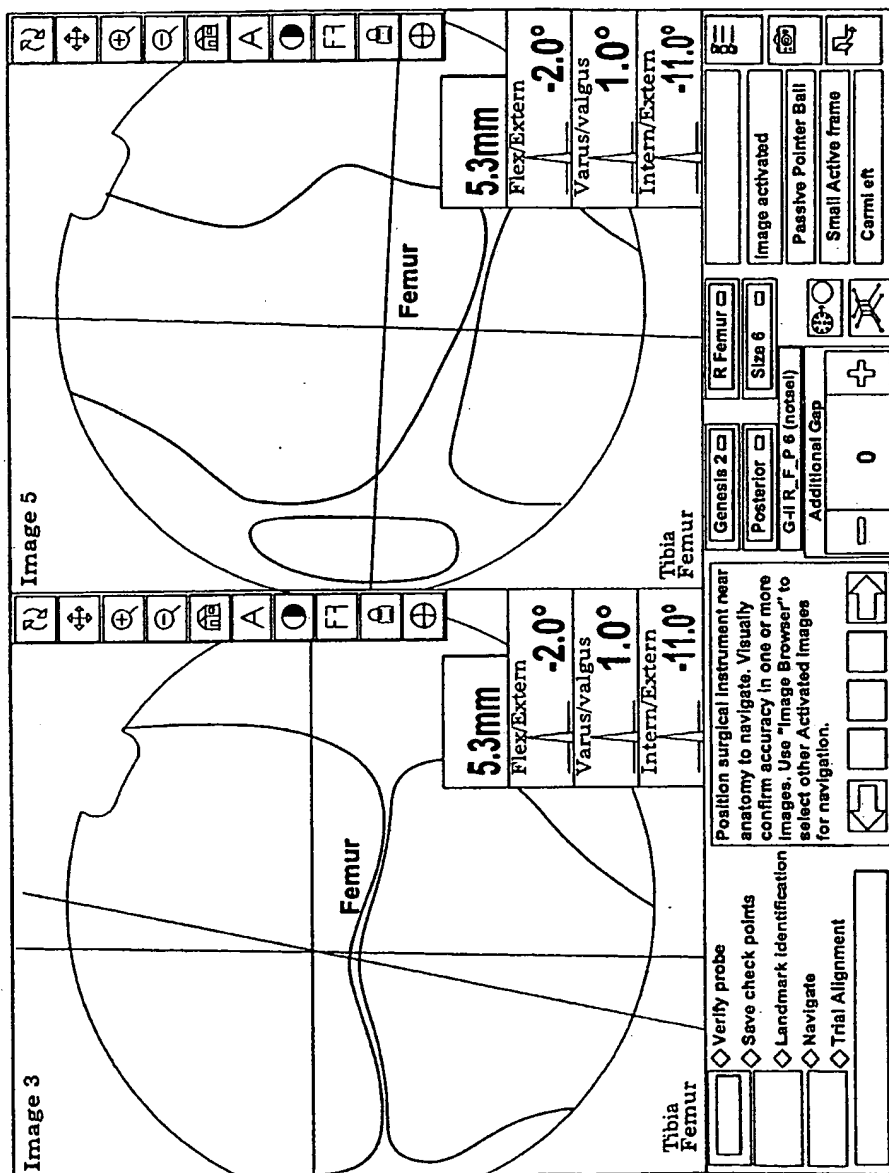 Image 3
Femur
Tibia
Femur
5.3mm
Flex/Extern
-2.0°
Varus/valgus
1.0°
Intern/Extern
-11.0°
A
Image 5
Femur
Tibia
Femur
5.3mm
Flex/Extern
-2.0°
Varus/valgus
1.0°
Intern/Extern
-11.0°
A
Verify probe
Save check points
Landmark identification
Navigate
Trial Alignment
Position surgical instrument near
anatomy to navigate. Visually
confirm accuracy in one or more
images. Use "Image Browser" to
select other Activated Images
for navigation.
Genesis 2
R Femur
Posterior
Size 6
G-II R_F_P 6 (notsel)
Additional Gap
0
Image activated
Passive Pointer Ball
Small Active frame
Carmi eft